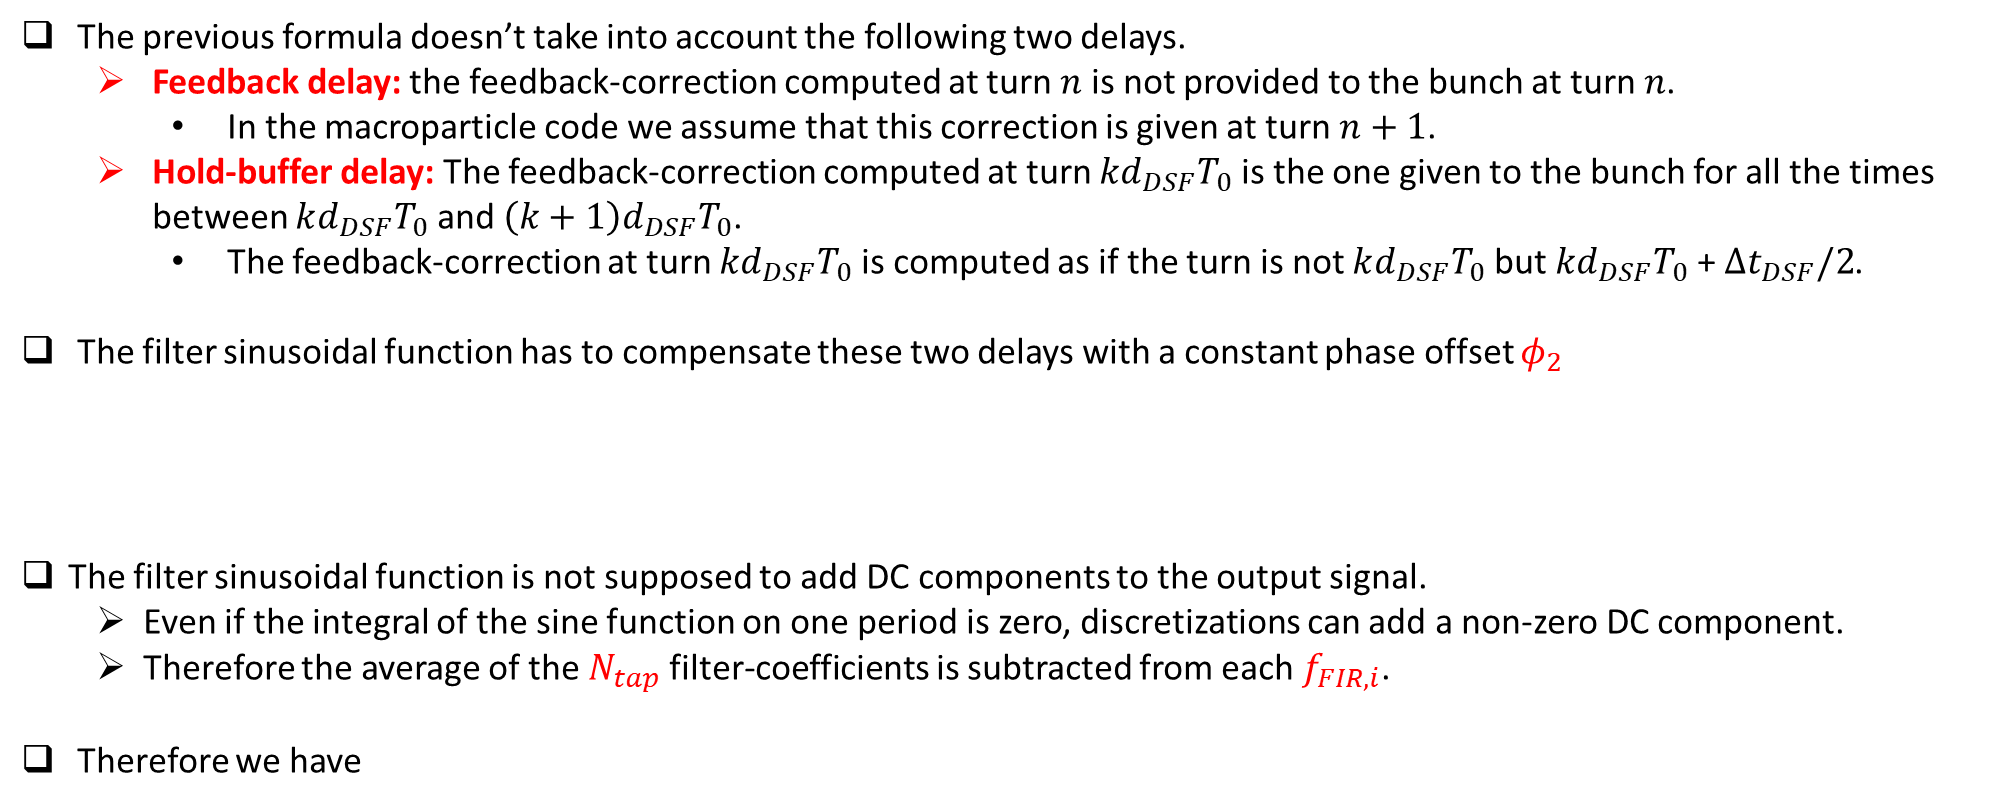 ❑ The previous formula doesn’t take into account the following two delays.
➢ Feedback delay: the feedback-correction computed at turn n is not provided to the bunch at turn n.
• In the macroparticle code we assume that this correction is given at turn n + 1.
➢ Hold-buffer delay: The feedback-correction computed at turn kd_{DSF}T_0 is the one given to the bunch for all the times
between kd_{DSF}T_0 and (k + 1)d_{DSF}T_0.
• The feedback-correction at turn kd_{DSF}T_0 is computed as if the turn is not kd_{DSF}T_0 but kd_{DSF}T_0 + Δt_{DSF}/2.
❑ The filter sinusoidal function has to compensate these two delays with a constant phase offset ϕ_2
❑ The filter sinusoidal function is not supposed to add DC components to the output signal.
➢ Even if the integral of the sine function on one period is zero, discretizations can add a non-zero DC component.
➢ Therefore the average of the N_{tap} filter-coefficients is subtracted from each f_{FIR,i}.
❑ Therefore we have